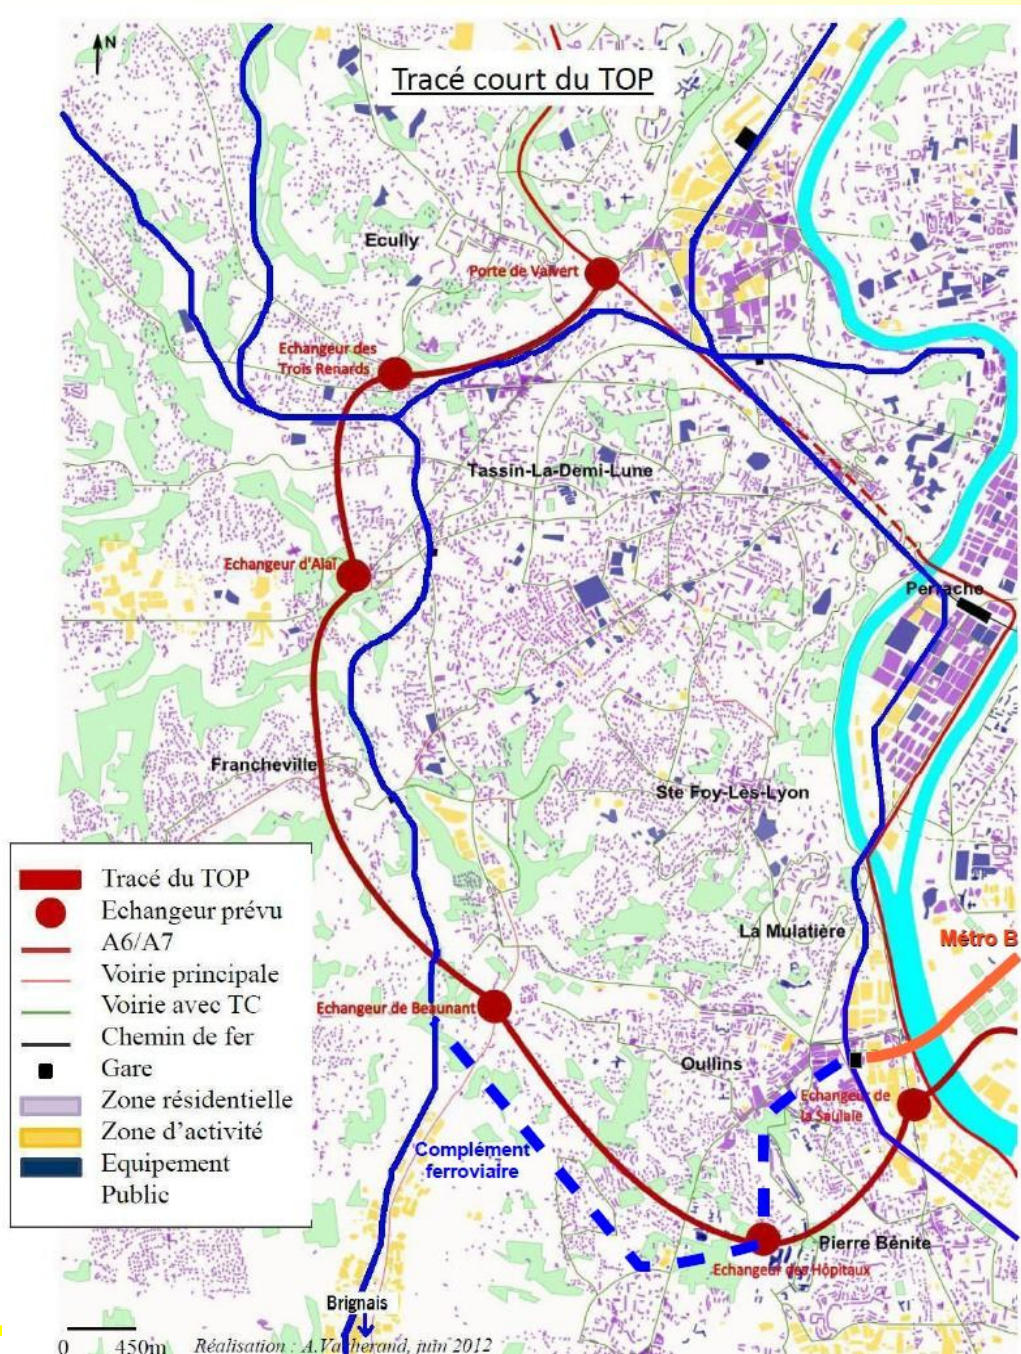 N
Tracé court du TOP
Ecully
Porte de Valvert
Echangeur des
Trois Renards
Tassin-La-Demi-Lune
Echangeur d'Alaï
Perrache
Francheville
Ste Foy-Lès-Lyon
Tracé du TOP
Echangeur prévu
A6/A7
Voirie principale
Voirie avec TC
Chemin de fer
Gare
Zone résidentielle
Zone d'activité
Equipement
Public
La Mulatière
Métro B
Echangeur de Beaunant
Oullins
Echangeur de
la Saulaie
Complément
ferroviaire
Pierre Bénite
Echangeur des Hôpitaux
Brignais
0 450m
Réalisation : A.Vacherand, juin 2012